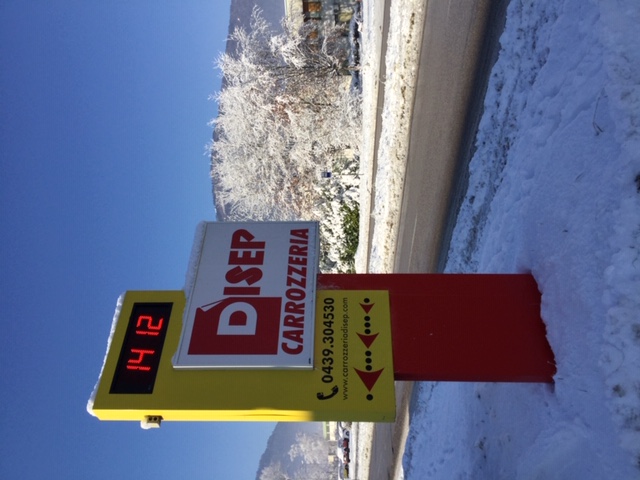 14 12
DISEP
CARROZZERIA
0439.304530
www.carrozzeriadisep.com